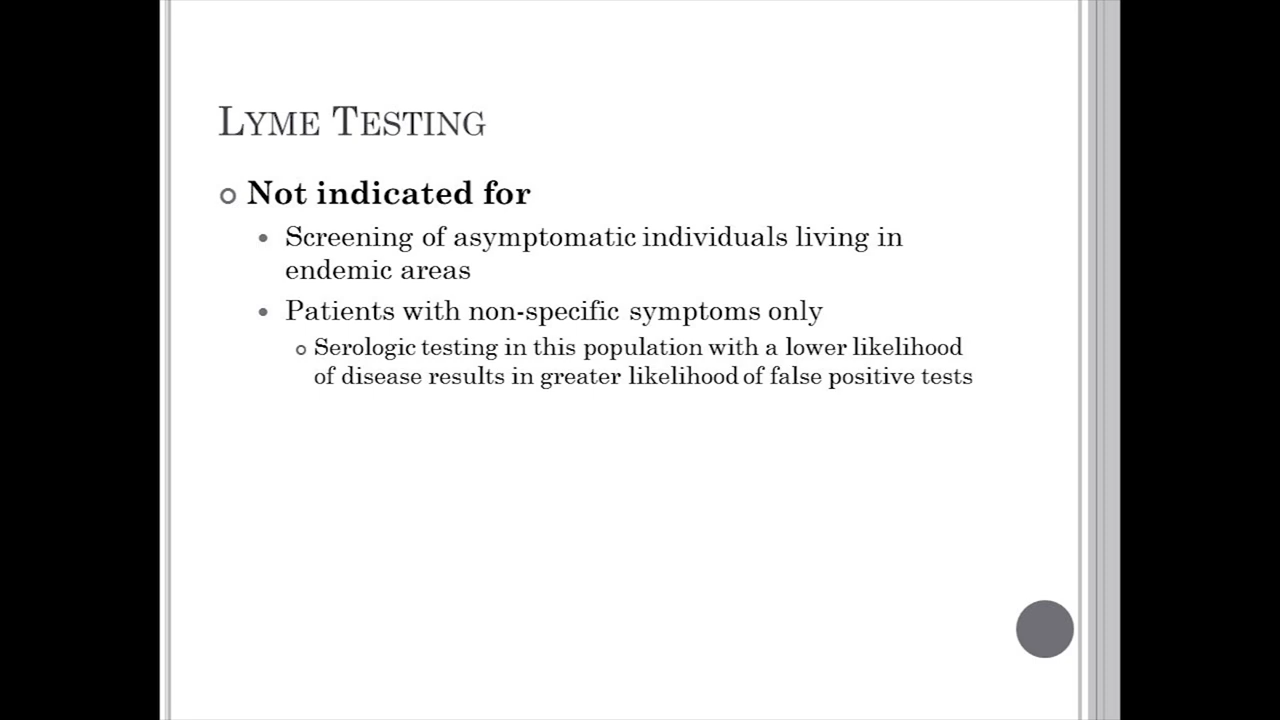 LYME TESTING
Not indicated for
Screening of asymptomatic individuals living in
endemic areas
Patients with non-specific symptoms only
Serologic testing in this population with a lower likelihood
of disease results in greater likelihood of false positive tests